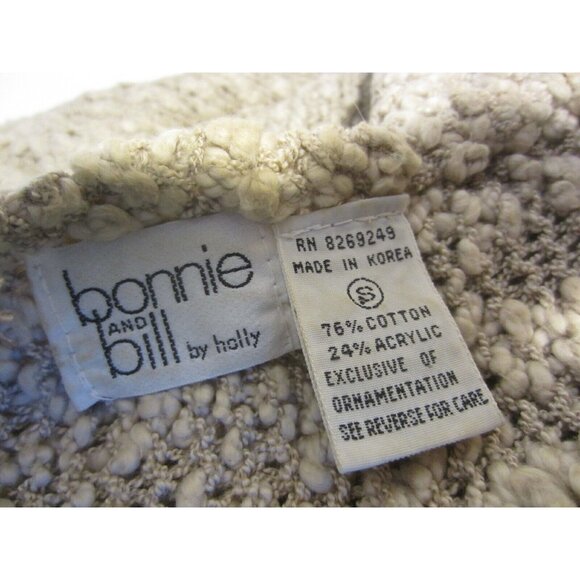 bonnie
AND
bill by holly
RN 8269249
MADE IN KOREA
S
76% COTTON
24% ACRYLIC
EXCLUSIVE OF
ORNAMENTATION
SEE REVERSE FOR CARE